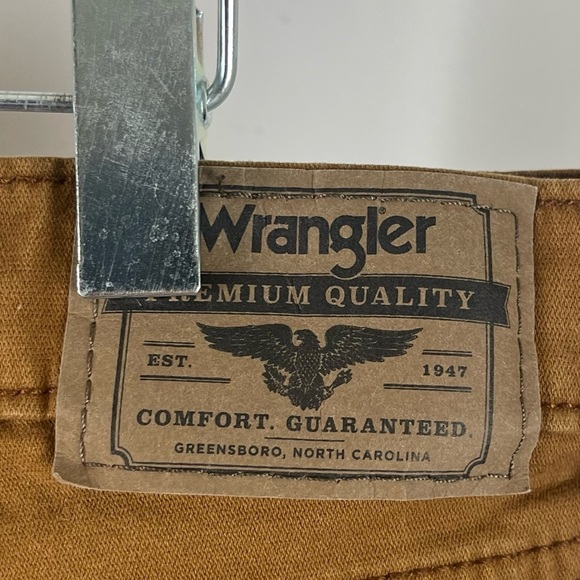 Wrangler®
PREMIUM QUALITY
EST. 1947
COMFORT. GUARANTEED.
GREENSBORO, NORTH CAROLINA